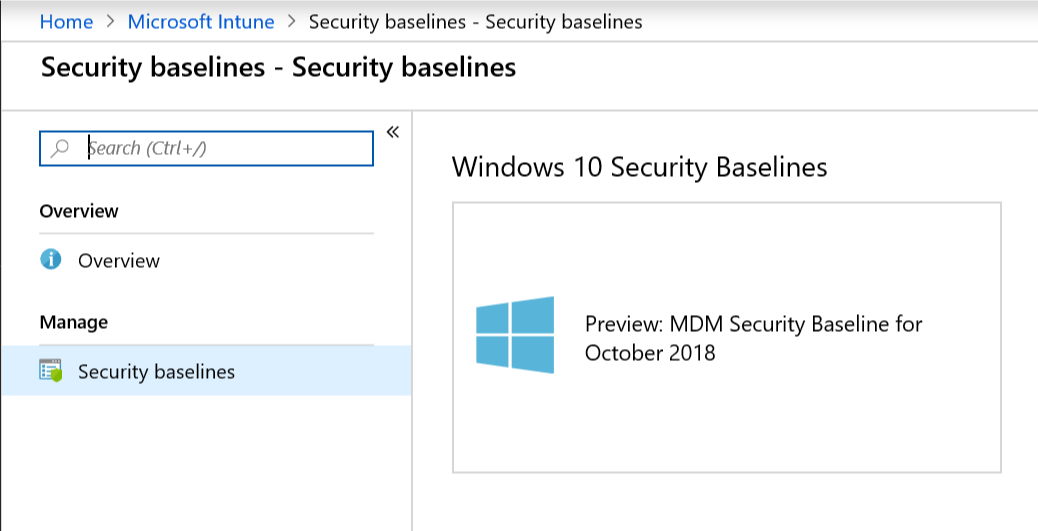 Home > Microsoft Intune > Security baselines - Security baselines
Security baselines - Security baselines
Search (Ctrl+/)
«
Overview
Overview
Manage
Security baselines
Windows 10 Security Baselines
Preview: MDM Security Baseline for
October 2018